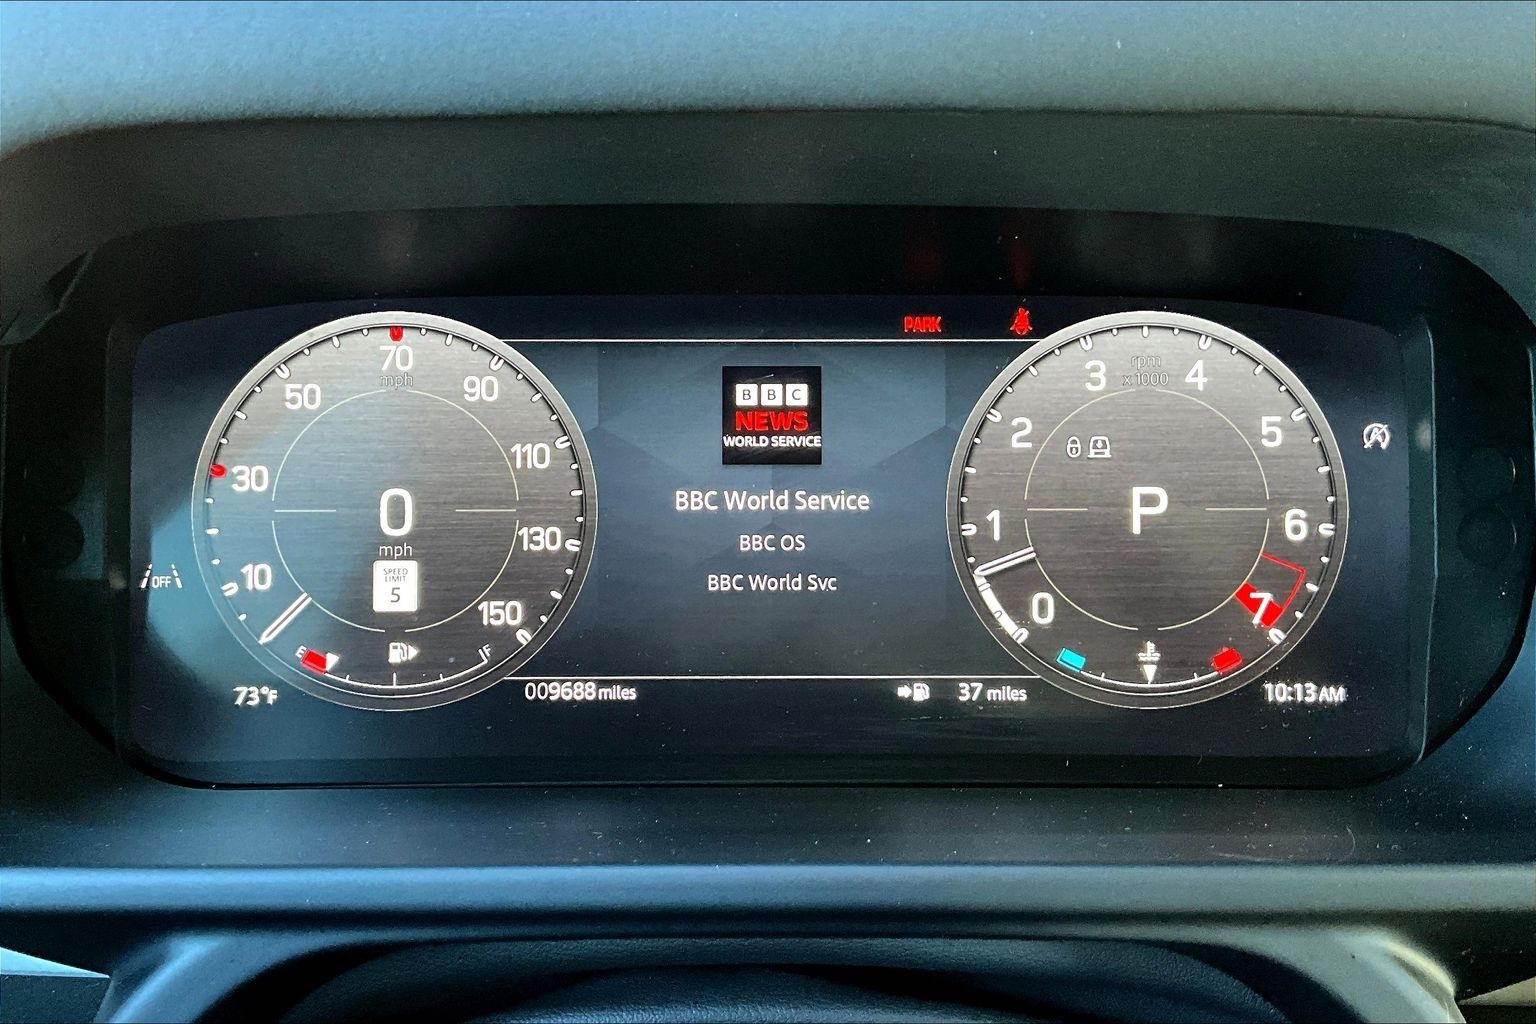 PARK
70
mph
50
90
30
110
10
130
150
0
mph
SPEED
LIMIT
5
E
F
OFF
73°F
BBC
NEWS
WORLD SERVICE
BBC World Service
BBC OS
BBC World Svc
009688 miles
37 miles
rpm
x 1000
3
4
2
5
1
6
0
7
P
A
10:13 AM